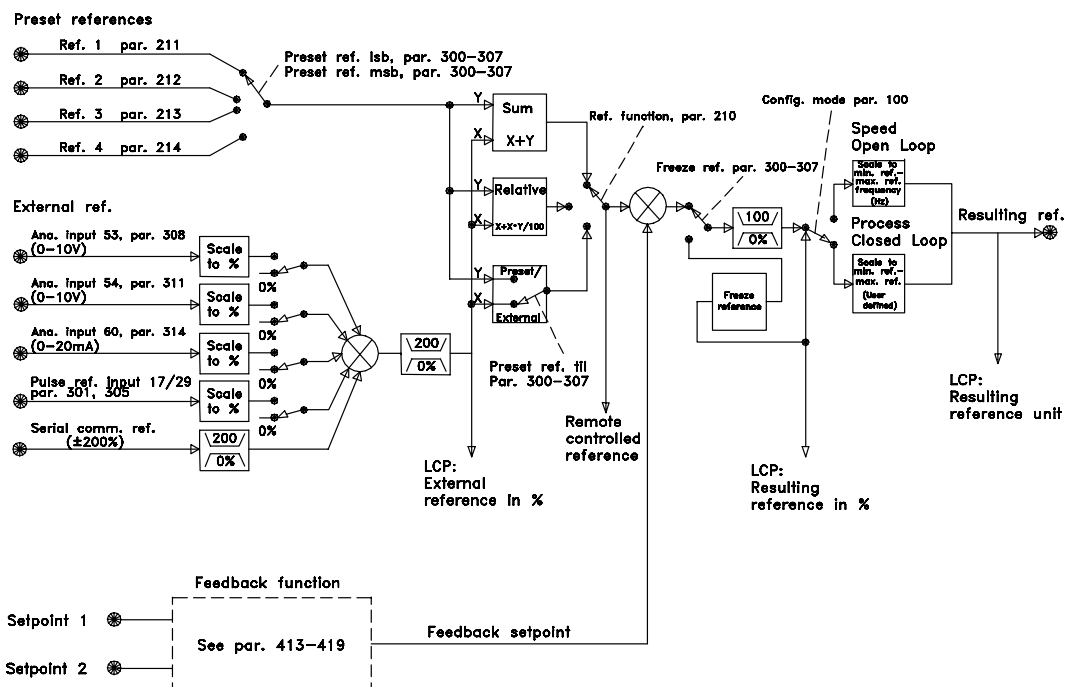 Preset references
Ref. 1 par. 211
Ref. 2 par. 212
Ref. 3 par. 213
Ref. 4 par. 214
Preset ref. lsb, par. 300-307
Preset ref. msb, par. 300-307
External ref.
Ana. input 53, par. 308
(0-10V)
Scale
to %
0%
Ana. input 54, par. 311
(0-10V)
Scale
to %
0%
Ana. input 60, par. 314
(0-20mA)
Scale
to %
0%
Pulse ref. input 17/29
par. 301, 305
Scale
to %
0%
Serial comm. ref.
(±200%)
200
0%
200
0%
Y
Sum
X
X+Y
Y
Relative
X
X+X*Y/100
Y
Preset/
X
External
Preset ref. till
Par. 300-307
Ref. function, par. 210
Freeze ref. par. 300-307
100
0%
Freeze
reference
Config. mode par. 100
Speed
Open Loop
Scale to
min. ref.-
max. ref.
frequency
(Hz)
Process
Closed Loop
Scale to
min. ref.-
max. ref.
(User
defined)
Resulting ref.
LCP:
Resulting
reference unit
Remote
controlled
reference
LCP:
External
reference in %
LCP:
Resulting
reference in %
Feedback function
Setpoint 1
See par. 413-419
Feedback setpoint
Setpoint 2